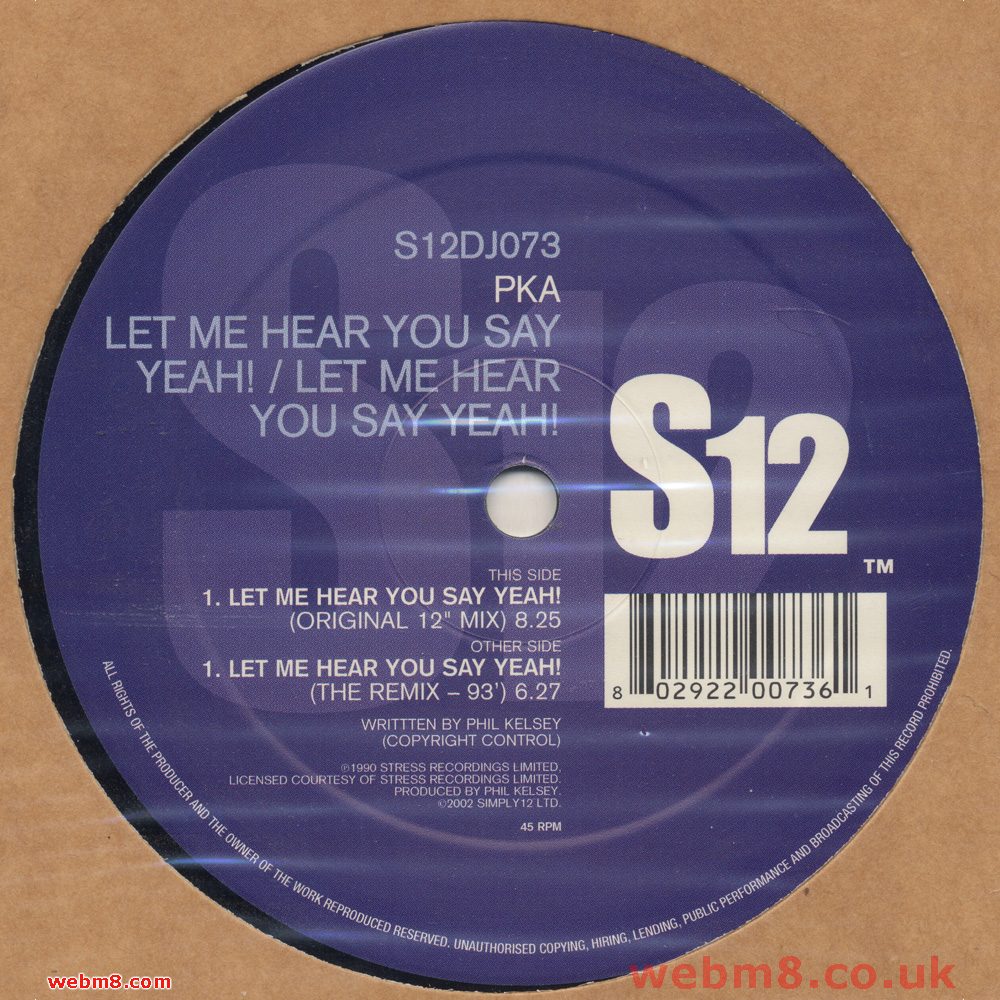 S12DJ073
PKA
LET ME HEAR YOU SAY
YEAH! / LET ME HEAR
YOU SAY YEAH!
S12
TM
THIS SIDE
1. LET ME HEAR YOU SAY YEAH!
(ORIGINAL 12" MIX) 8.25
OTHER SIDE
1. LET ME HEAR YOU SAY YEAH!
(THE REMIX – 93') 6.27
WRITTTEN BY PHIL KELSEY
(COPYRIGHT CONTROL)
℗1990 STRESS RECORDINGS LIMITED.
LICENSED COURTESY OF STRESS RECORDINGS LIMITED.
PRODUCED BY PHIL KELSEY.
©2002 SIMPLY12 LTD.
45 RPM
8 02922 00736 1
ALL RIGHTS OF THE PRODUCER AND THE OWNER OF THE WORK REPRODUCED RESERVED. UNAUTHORISED COPYING, HIRING, LENDING, PUBLIC PERFORMANCE AND BROADCASTING OF THIS RECORD PROHIBITED.
webm8.com
webm8.co.uk